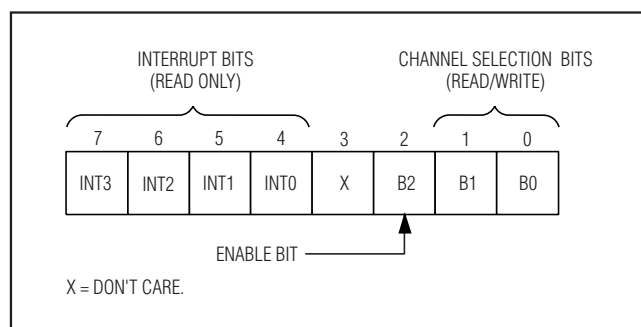 INTERRUPT BITS
(READ ONLY)
CHANNEL SELECTION BITS
(READ/WRITE)
7 6 5 4 3 2 1 0
INT3 INT2 INT1 INT0 X B2 B1 B0
ENABLE BIT
X = DON'T CARE.